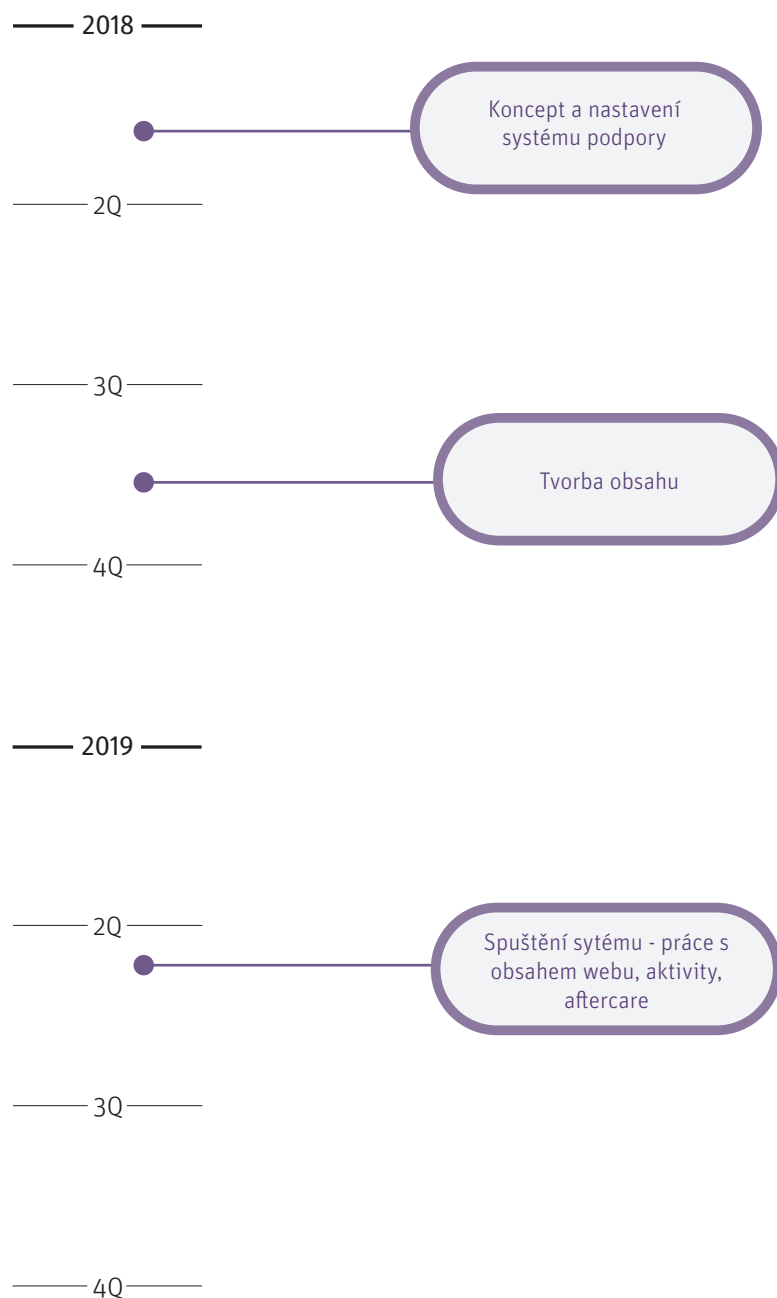 2018
Koncept a nastavení
systému podpory
2Q
3Q
Tvorba obsahu
4Q
2019
2Q
Spuštění sytému - práce s
obsahem webu, aktivity,
aftercare
3Q
4Q